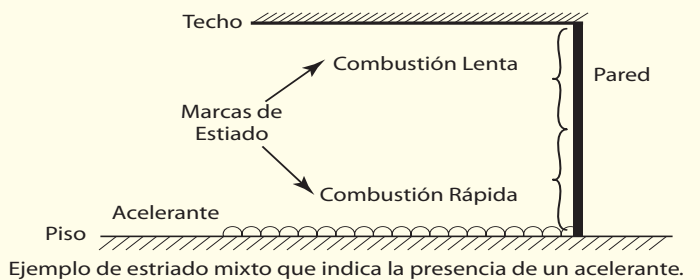 Techo
Combustión Lenta
Pared
Marcas de
Estiado
Combustión Rápida
Acelerante
Piso
Ejemplo de estriado mixto que indica la presencia de un acelerante.